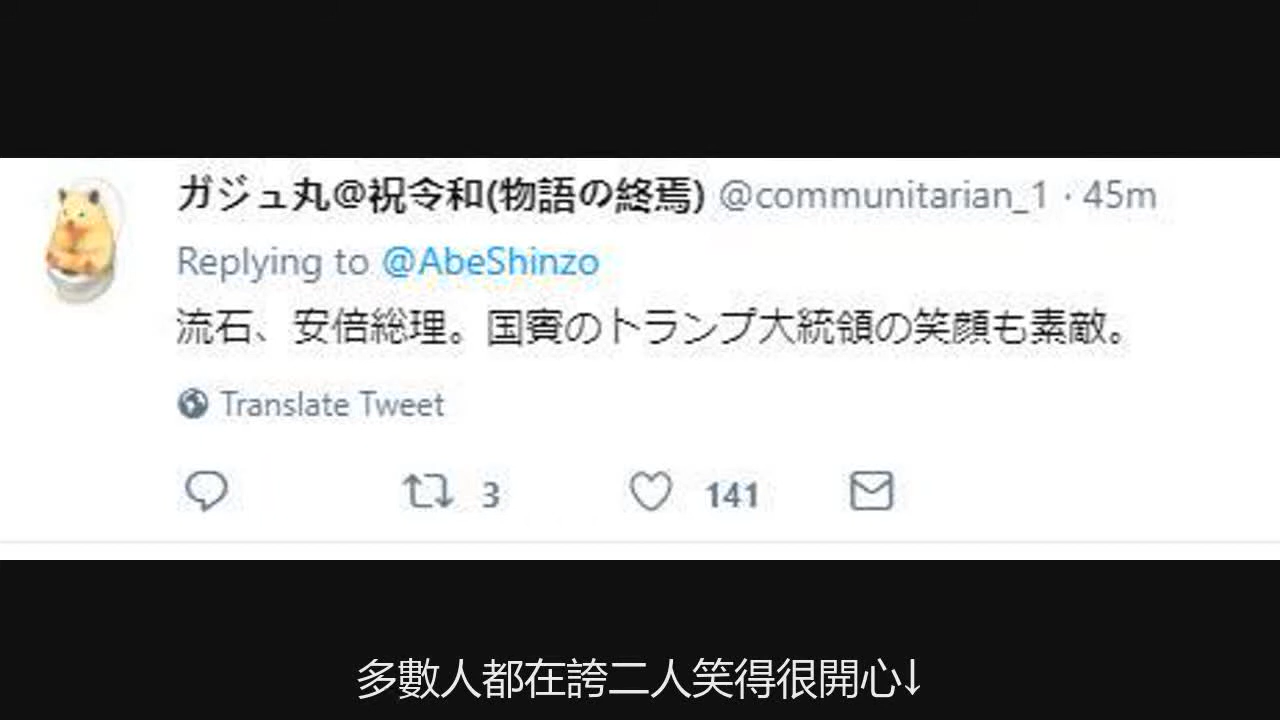 ガジュ丸@祝令和(物語の終焉) @communitarian_1 · 45m
Replying to @AbeShinzo
流石、安倍総理。国賓のトランプ大統領の笑顔も素敵。
Translate Tweet
3 141
多數人都在誇二人笑得很開心↓